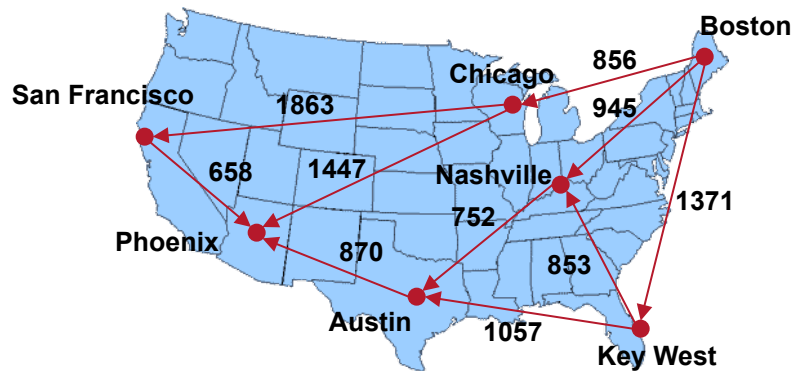 Boston
856
Chicago
San Francisco
1863
945
658
1447
Nashville
1371
752
Phoenix
870
853
Austin
1057
Key West